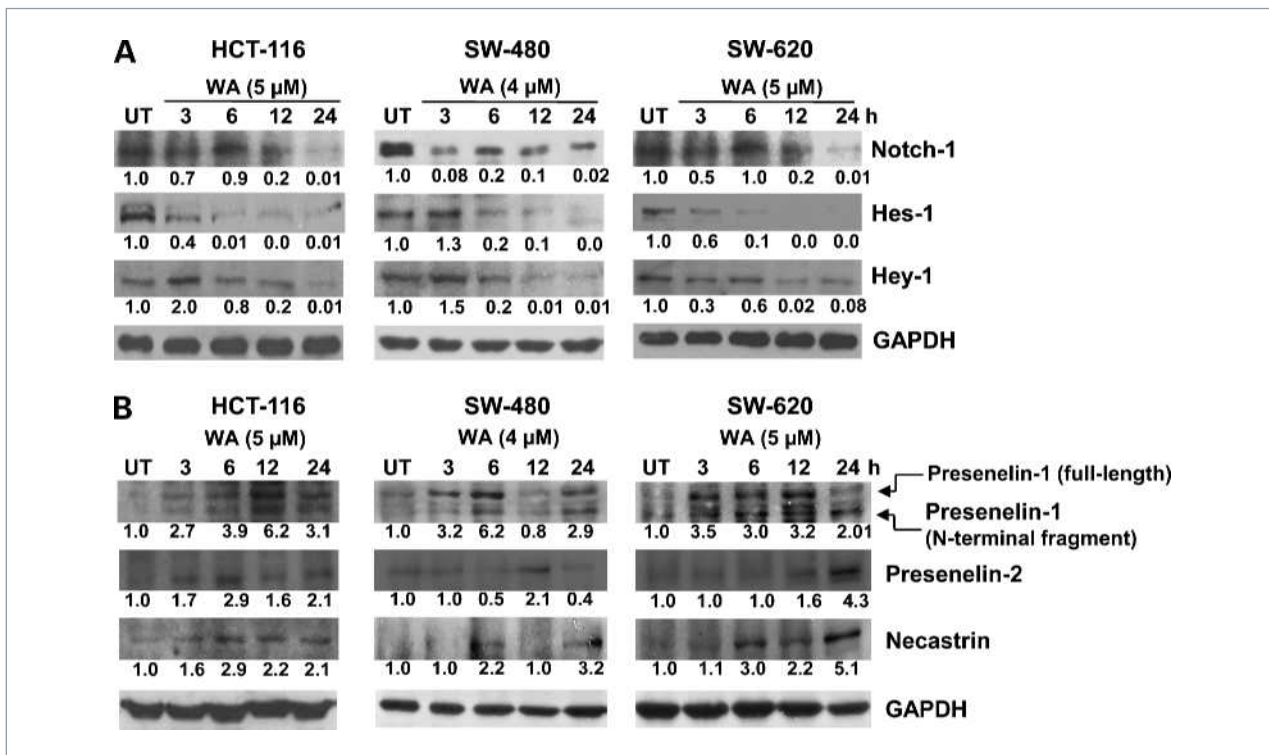 A HCT-116 SW-480 SW-620
WA (5 µM) WA (4 µM) WA (5 µM)
UT 3 6 12 24 UT 3 6 12 24 UT 3 6 12 24 h
Notch-1
1.0 0.7 0.9 0.2 0.01 1.0 0.08 0.2 0.1 0.02 1.0 0.5 1.0 0.2 0.01
Hes-1
1.0 0.4 0.01 0.0 0.01 1.0 1.3 0.2 0.1 0.0 1.0 0.6 0.1 0.0 0.0
Hey-1
1.0 2.0 0.8 0.2 0.01 1.0 1.5 0.2 0.01 0.01 1.0 0.3 0.6 0.02 0.08
GAPDH
B HCT-116 SW-480 SW-620
WA (5 µM) WA (4 µM) WA (5 µM)
UT 3 6 12 24 UT 3 6 12 24 UT 3 6 12 24 h
Presenelin-1 (full-length)
Presenelin-1
(N-terminal fragment)
1.0 2.7 3.9 6.2 3.1 1.0 3.2 6.2 0.8 2.9 1.0 3.5 3.0 3.2 2.01
Presenelin-2
1.0 1.7 2.9 1.6 2.1 1.0 1.0 0.5 2.1 0.4 1.0 1.0 1.0 1.6 4.3
Necastrin
1.0 1.6 2.9 2.2 2.1 1.0 1.0 2.2 1.0 3.2 1.0 1.1 3.0 2.2 5.1
GAPDH